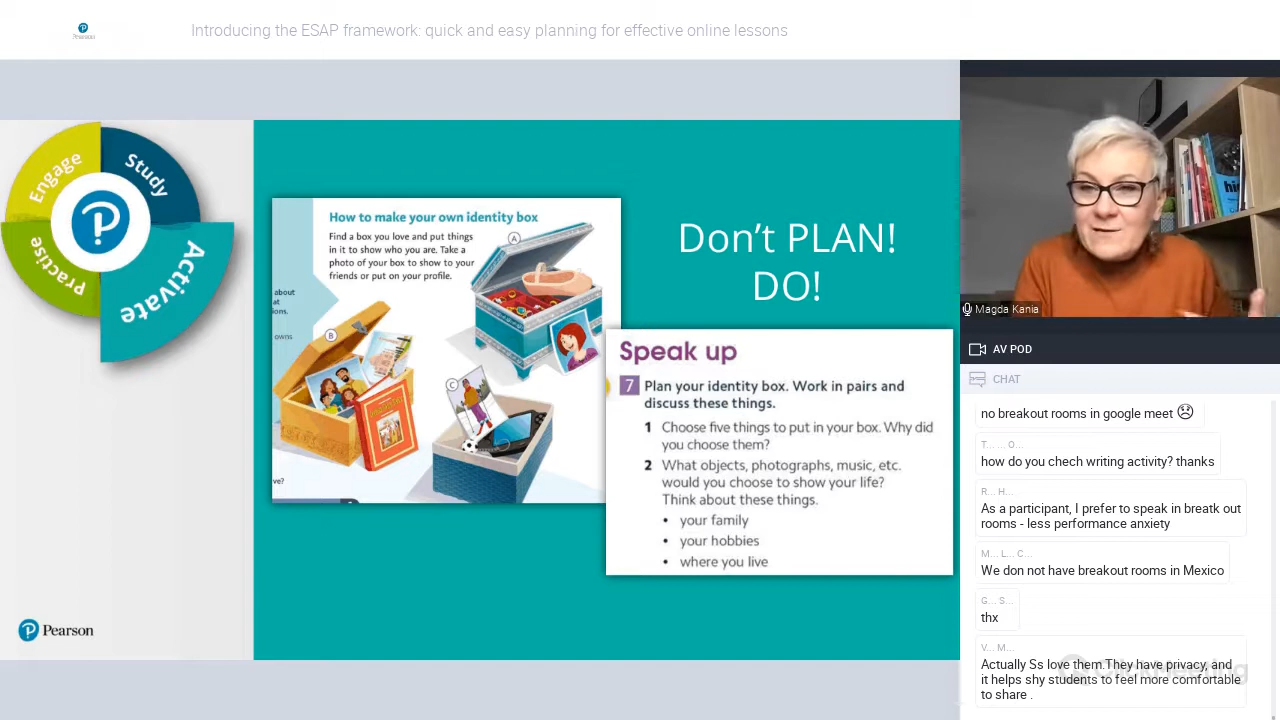 PEARSON
Introducing the ESAP framework: quick and easy planning for effective online lessons
Engage
Study
Practise
Activate
How to make your own identity box
Find a box you love and put things
in it to show who you are. Take a
photo of your box to show to your
friends or put on your profile.
A
B
C
about
at
ions.
owns
ve?
Don't PLAN!
DO!
Speak up
7 Plan your identity box. Work in pairs and
discuss these things.
1 Choose five things to put in your box. Why did
you choose them?
2 What objects, photographs, music, etc.
would you choose to show your life?
Think about these things.
• your family
• your hobbies
• where you live
Pearson
Magda Kania
AV POD
CHAT
no breakout rooms in google meet ☹
T... ... O...
how do you chech writing activity? thanks
R... H...
As a participant, I prefer to speak in breatk out
rooms - less performance anxiety
M... L... C...
We don not have breakout rooms in Mexico
G... S...
thx
V... M...
Actually Ss love them.They have privacy, and
it helps shy students to feel more comfortable
to share .